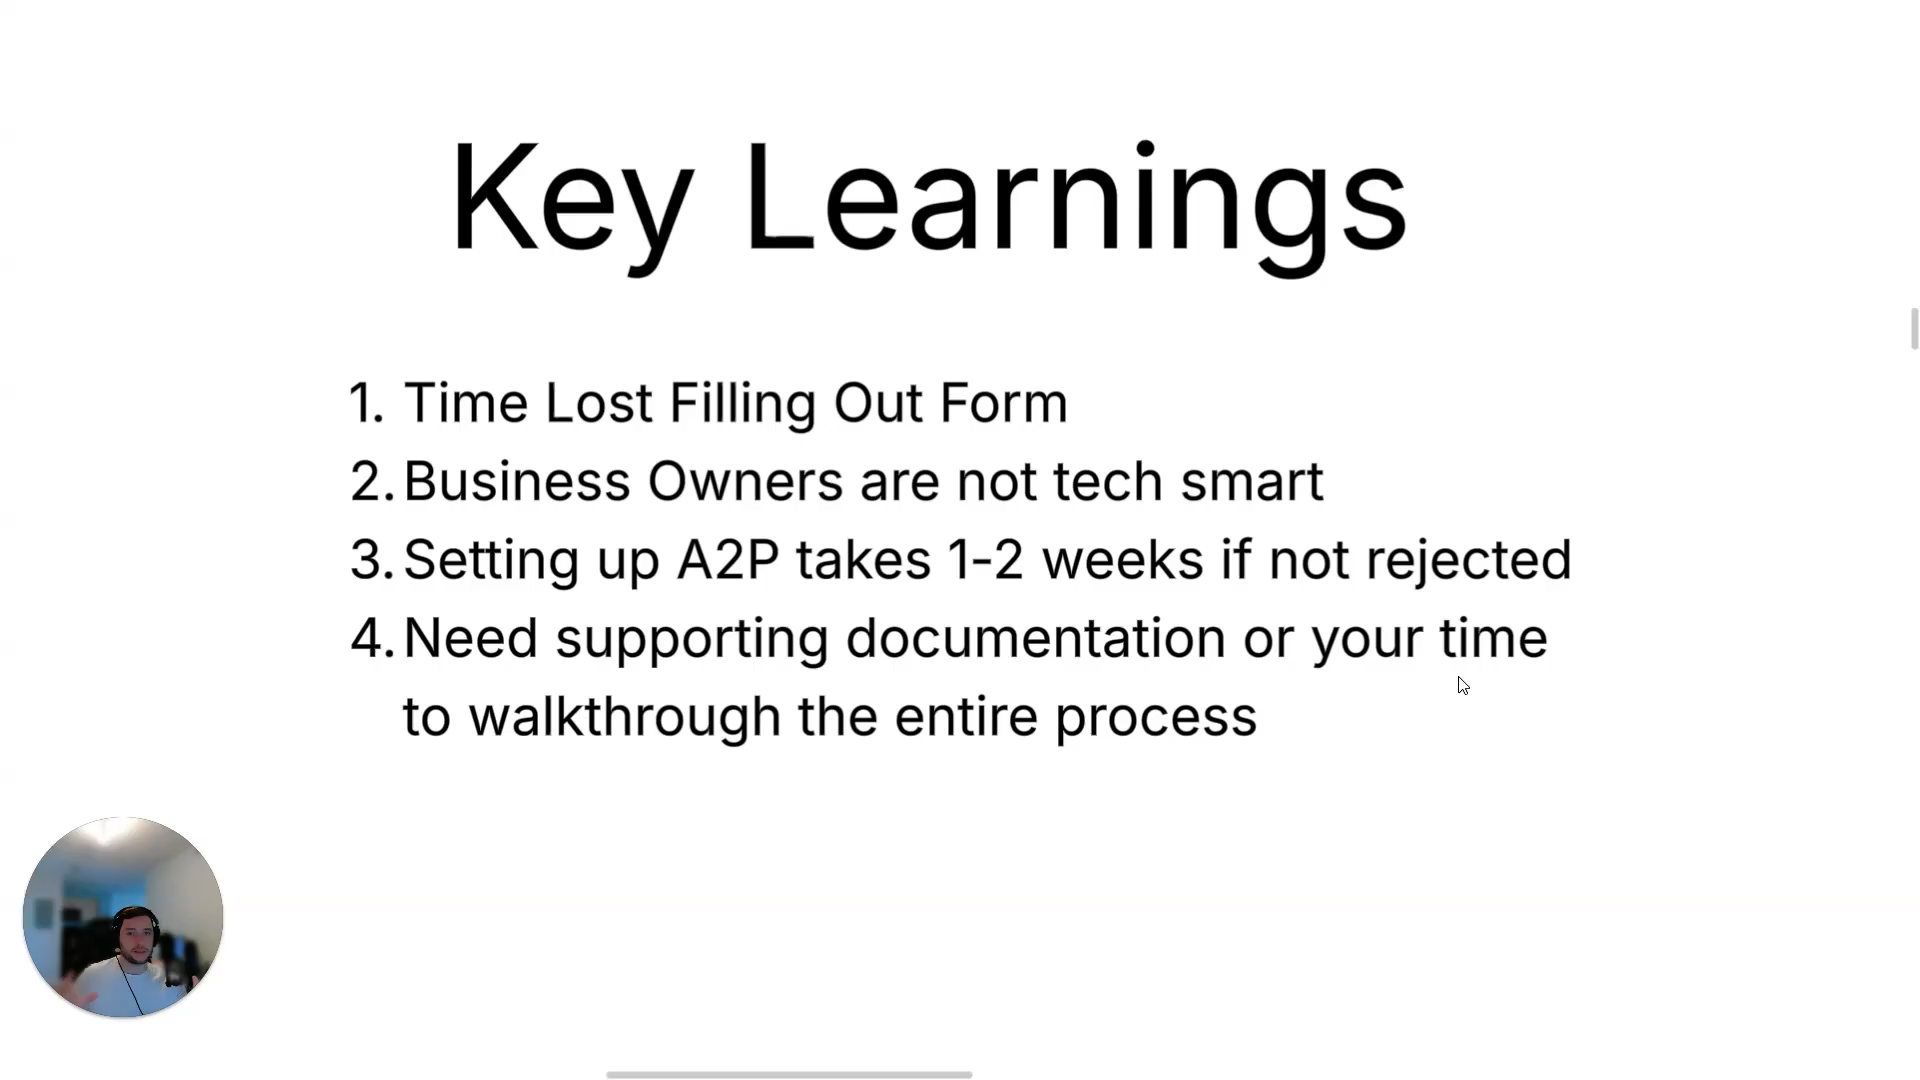 Key Learnings
1. Time Lost Filling Out Form
2. Business Owners are not tech smart
3. Setting up A2P takes 1-2 weeks if not rejected
4. Need supporting documentation or your time
to walkthrough the entire process